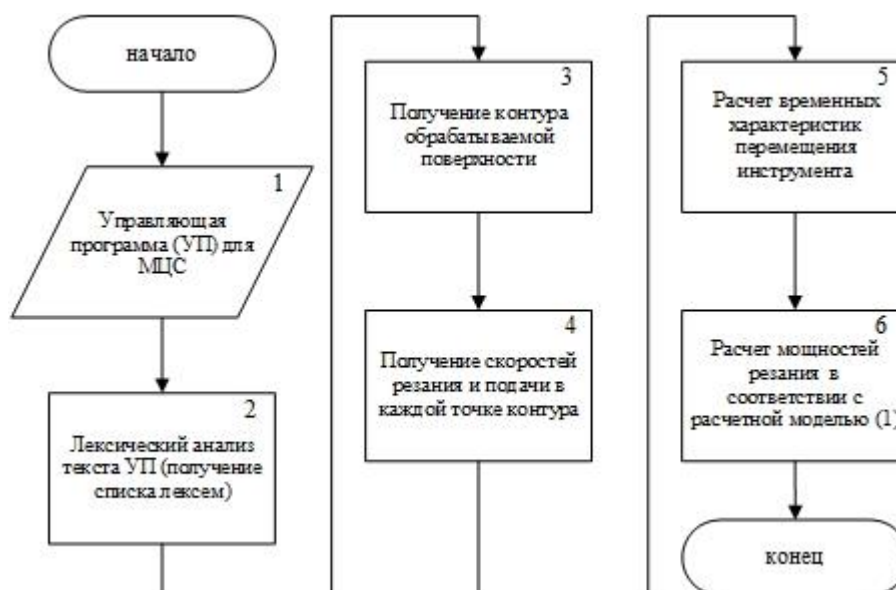 начало
1
Управляющая
программа (УП) для
МЦС
2
Лексический анализ
текста УП (получение
списка лексем)
3
Получение контура
обрабатываемой
поверхности
4
Получение скоростей
резания и подачи в
каждой точке контура
5
Расчет временных
характеристик
перемещения
инструмента
6
Расчет мощностей
резания в
соответствии с
расчетной моделью (1)
конец